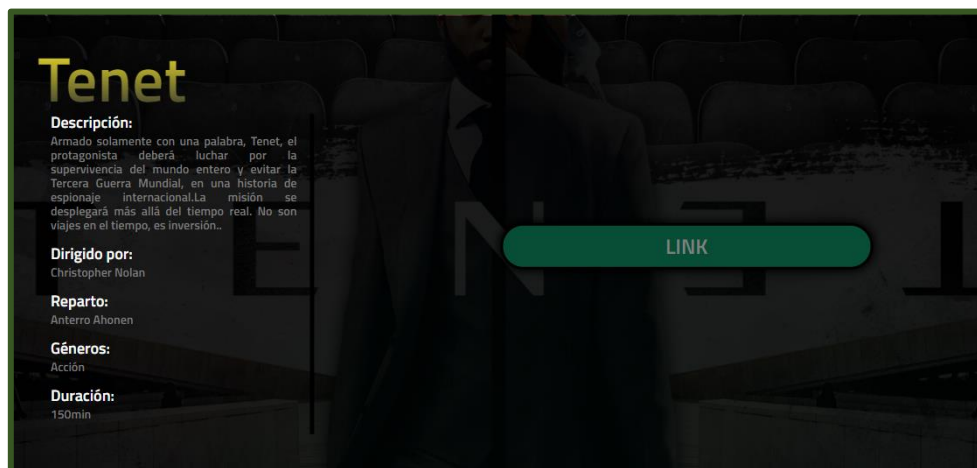 Tenet
Descripción:
Armado solamente con una palabra, Tenet, el
protagonista deberá luchar por la
supervivencia del mundo entero y evitar la
Tercera Guerra Mundial, en una historia de
espionaje internacional.La misión se
desplegará más allá del tiempo real. No son
viajes en el tiempo, es inversión..
Dirigido por:
Christopher Nolan
Reparto:
Anterro Ahonen
Géneros:
Acción
Duración:
150min
LINK
TENET